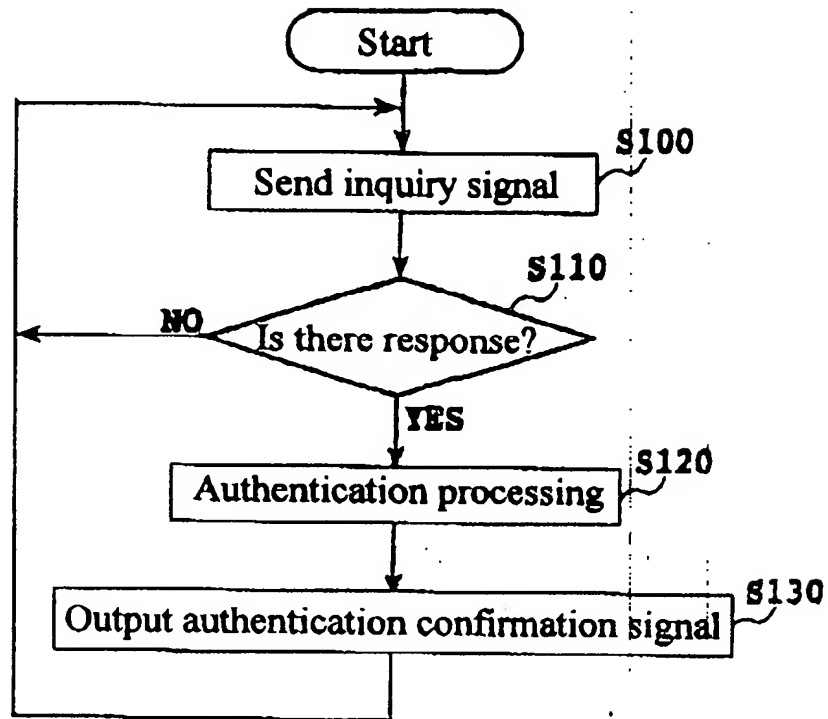 Start
S100
Send inquiry signal
S110
NO
Is there response?
YES
S120
Authentication processing
S130
Output authentication confirmation signal